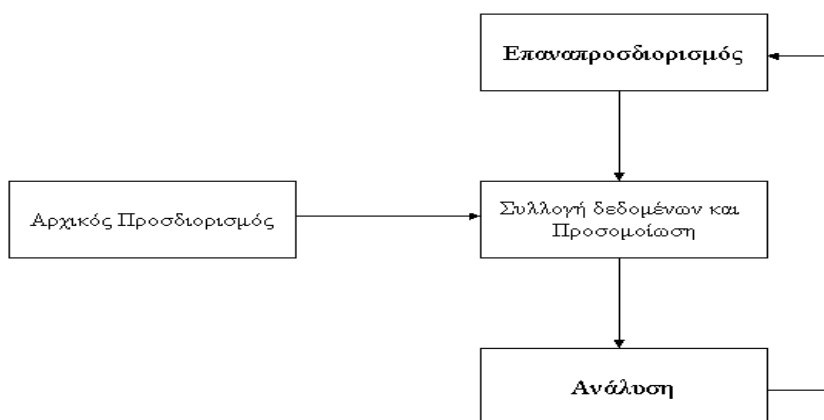 Επαναπροσδιορισμός
Αρχικός Προσδιορισμός
Συλλογή δεδομένων και
Προσομοίωση
Ανάλυση